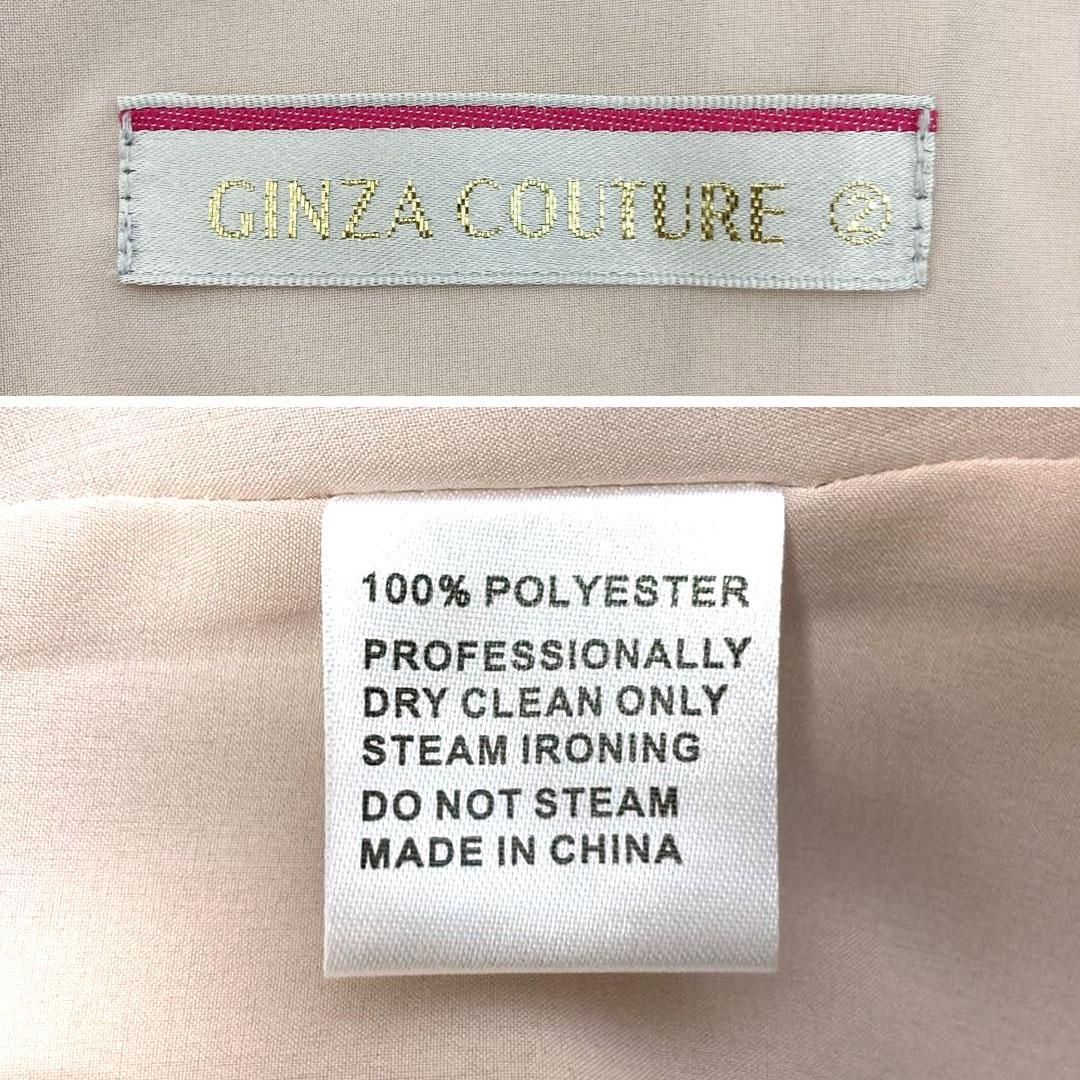 GINZA COUTURE ②
100% POLYESTER
PROFESSIONALLY
DRY CLEAN ONLY
STEAM IRONING
DO NOT STEAM
MADE IN CHINA